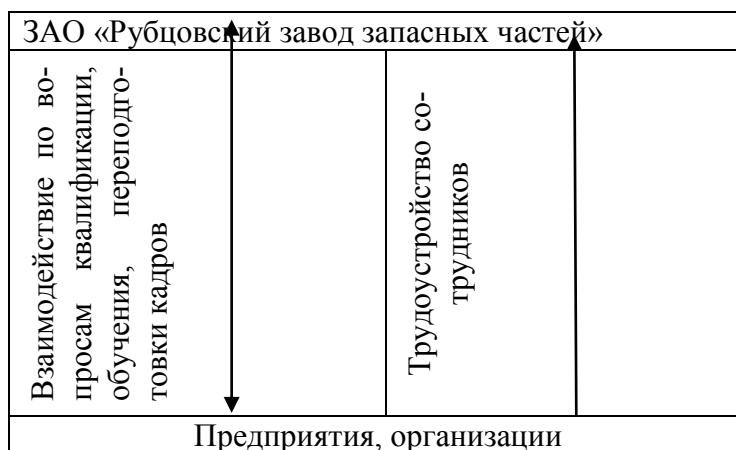 ЗАО «Рубцовский завод запасных частей»
Взаимодействие по во-
просам квалификации,
обучения, переподго-
товки кадров
Трудоустройство со-
трудников
Предприятия, организации